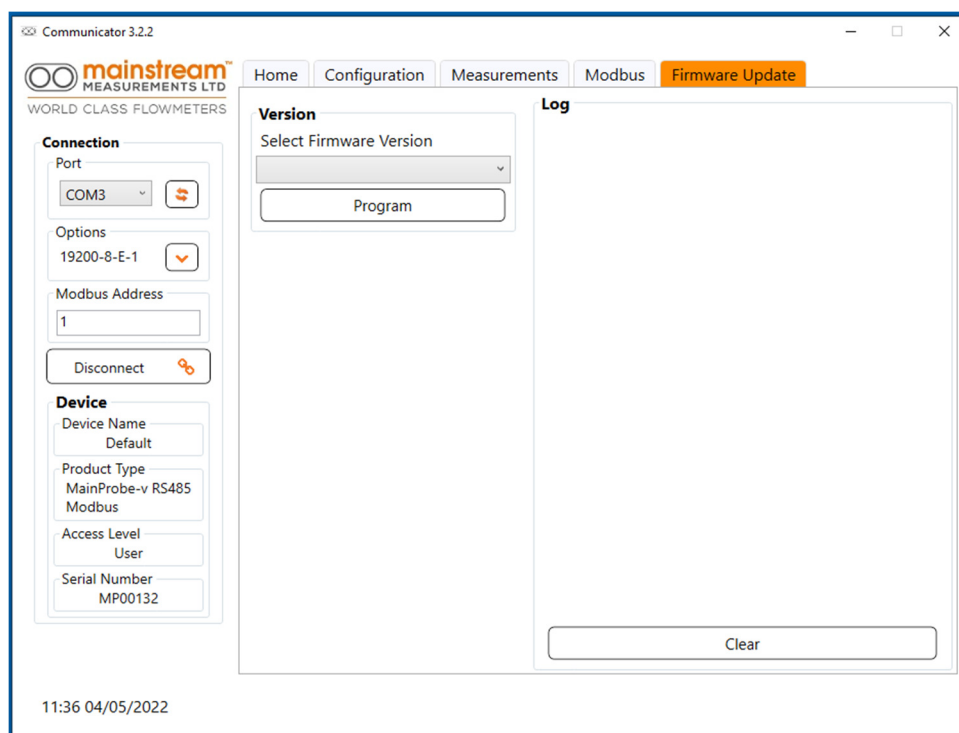 Communicator 3.2.2
mainstream™
MEASUREMENTS LTD
WORLD CLASS FLOWMETERS
Home Configuration Measurements Modbus Firmware Update
Connection
Port
COM3
Options
19200-8-E-1
Modbus Address
1
Disconnect
Device
Device Name
Default
Product Type
MainProbe-v RS485
Modbus
Access Level
User
Serial Number
MP00132
Version
Select Firmware Version
Program
Log
Clear
11:36 04/05/2022